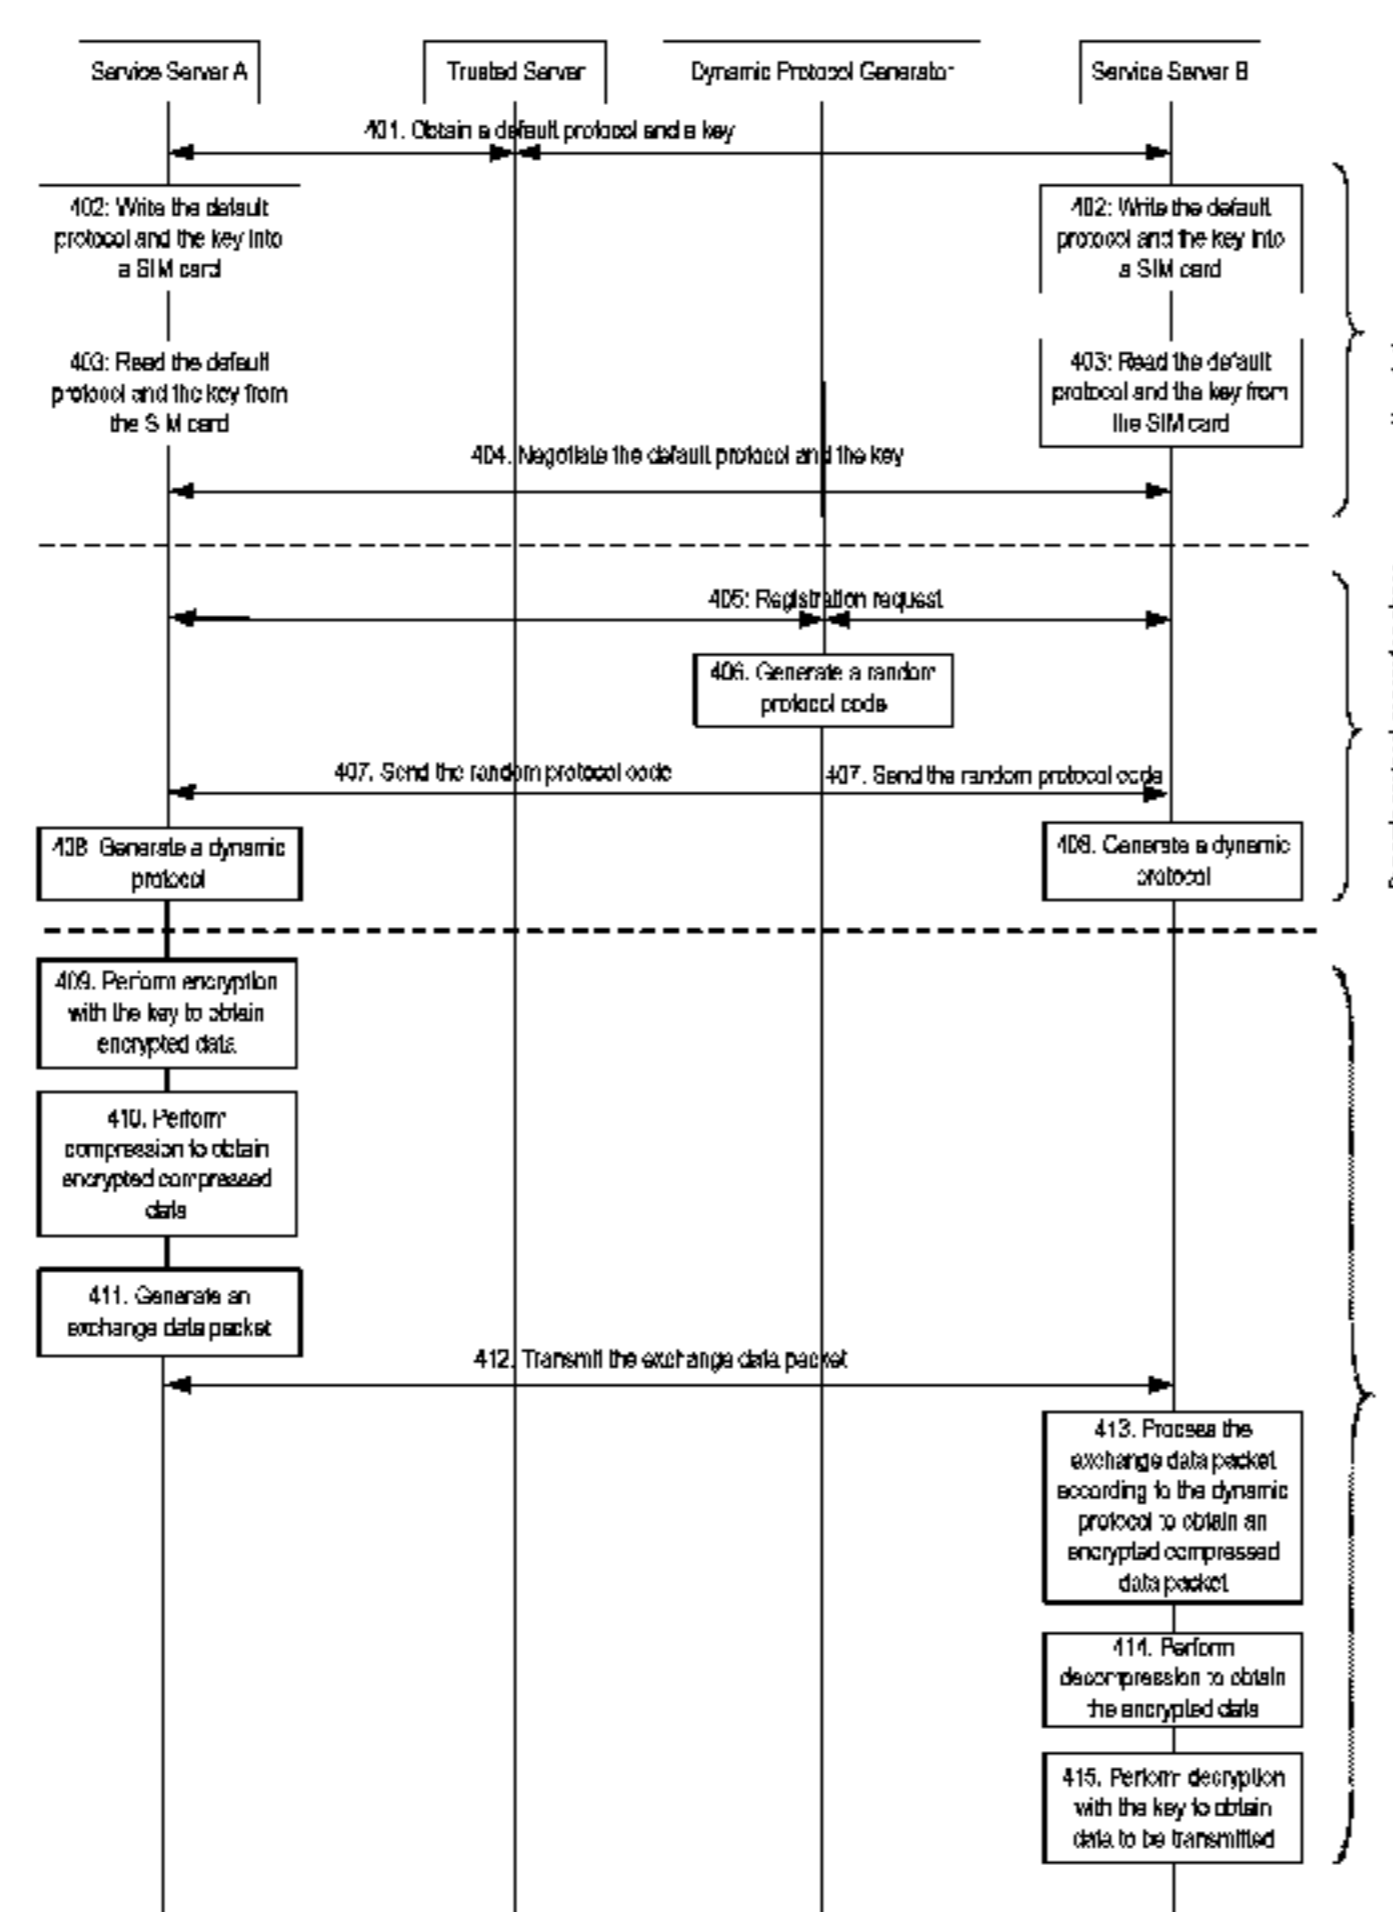 Service Server A
Trusted Server
Dynamic Protocol Generator
Service Server B
401. Obtain a default protocol and a key
402: Write the default
protocol and the key into
a SIM card
402: Write the default
protocol and the key into
a SIM card
403: Read the default
protocol and the key from
the SIM card
403: Read the default
protocol and the key from
the SIM card
404. Negotiate the default protocol and the key
405: Registration request
406. Generate a random
protocol code
407. Send the random protocol code
407. Send the random protocol code
408. Generate a dynamic
protocol
408. Generate a dynamic
protocol
409. Perform encryption
with the key to obtain
encrypted data
410. Perform
compression to obtain
encrypted compressed
data
411. Generate an
exchange data packet
412. Transmit the exchange data packet
413. Process the
exchange data packet
according to the dynamic
protocol to obtain an
encrypted compressed
data packet
414. Perform
decompression to obtain
the encrypted data
415. Perform decryption
with the key to obtain
data to be transmitted